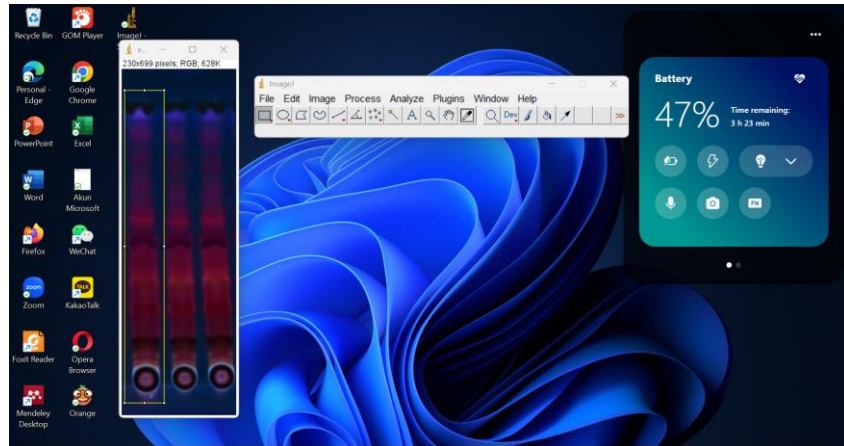 Recycle Bin
GOM Player
ImageJ -
Personal -
Edge
Google
Chrome
PowerPoint
Excel
Word
Akun
Microsoft
Firefox
WeChat
Zoom
KakaoTalk
Foxit Reader
Opera
Browser
Mendeley
Desktop
Orange
230x699 pixels; RGB; 628K
ImageJ
File Edit Image Process Analyze Plugins Window Help
A Dev >>
Battery
47%
Time remaining:
3 h 23 min